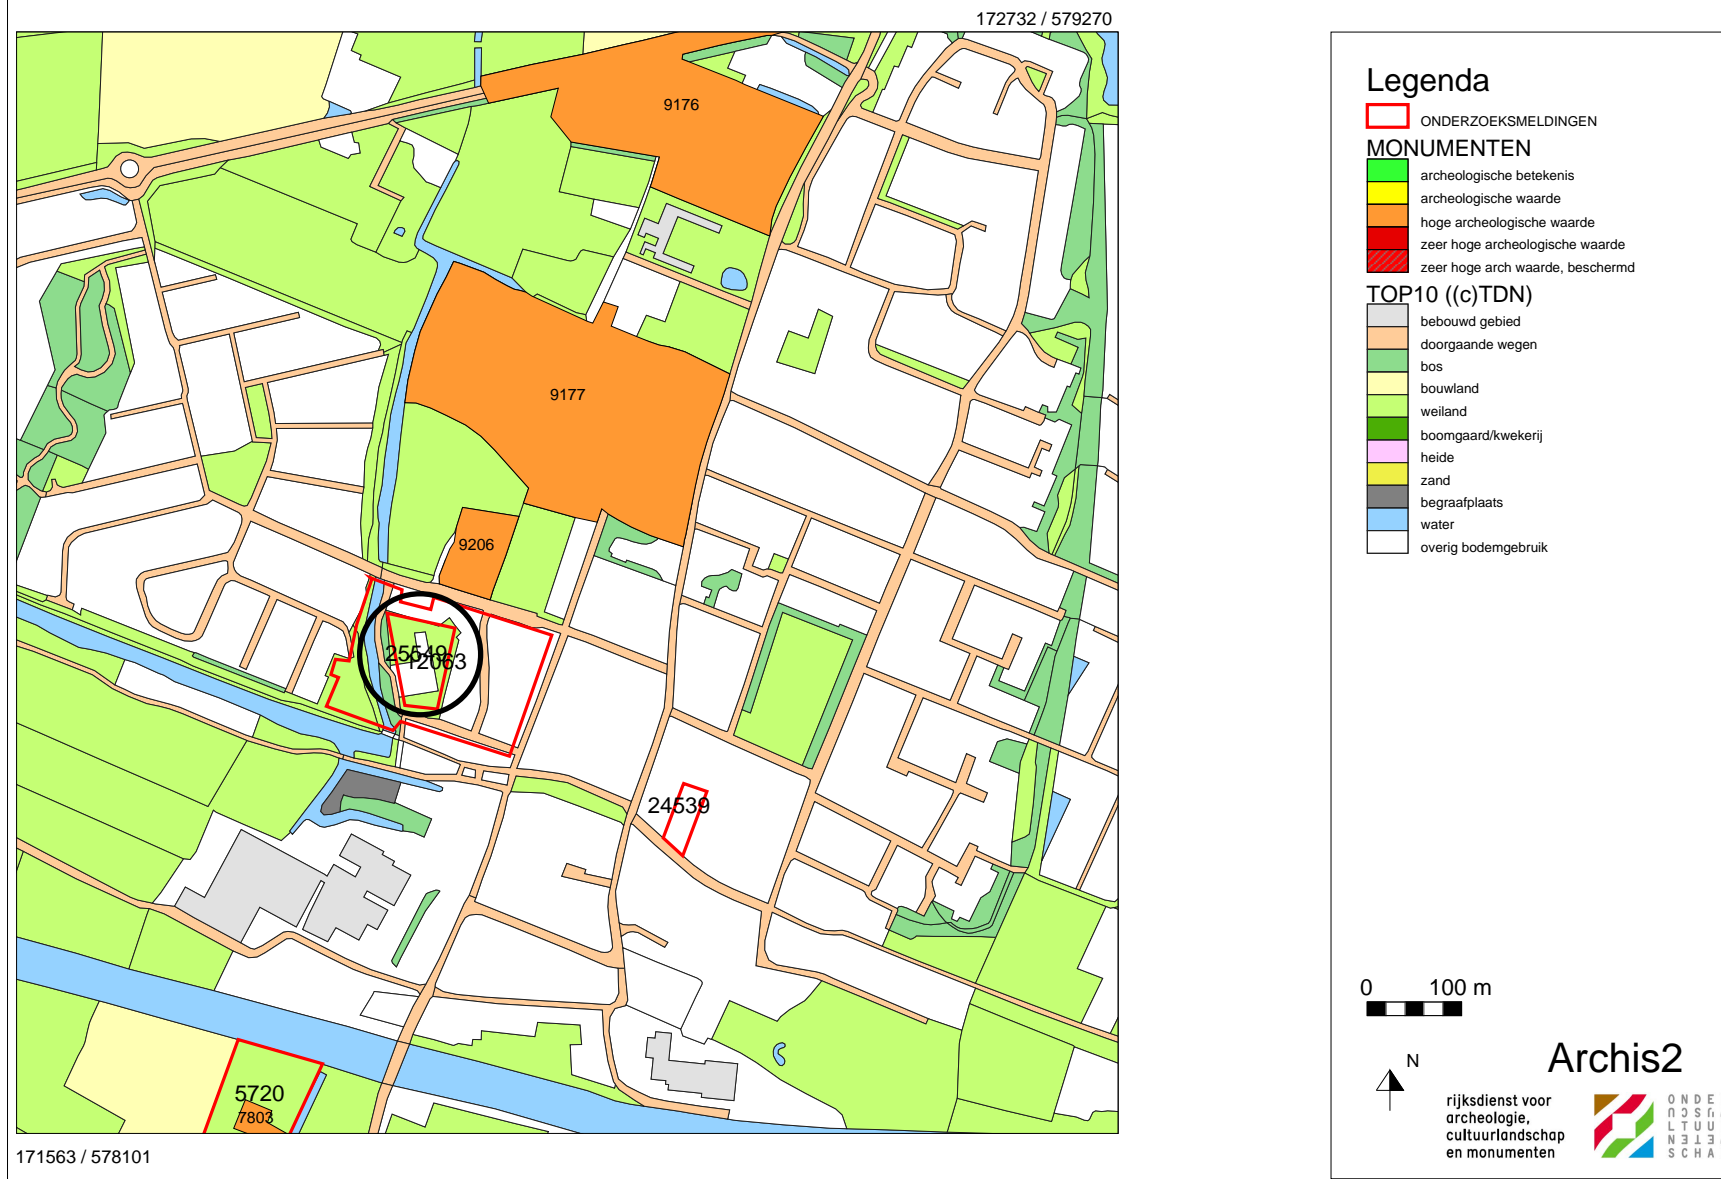 172732 / 579270
9176
9177
9206
25549
12063
24539
5720
7803
171563 / 578101
Legenda
ONDERZOEKSMELDINGEN
MONUMENTEN
archeologische betekenis
archeologische waarde
hoge archeologische waarde
zeer hoge archeologische waarde
zeer hoge arch waarde, beschermd
TOP10 ((c)TDN)
bebouwd gebied
doorgaande wegen
bos
bouwland
weiland
boomgaard/kwekerij
heide
zand
begraafplaats
water
overig bodemgebruik
0 100 m
N
Archis2
rijksdienst voor
archeologie,
cultuurlandschap
en monumenten
ONDE
LTUU
SCHA